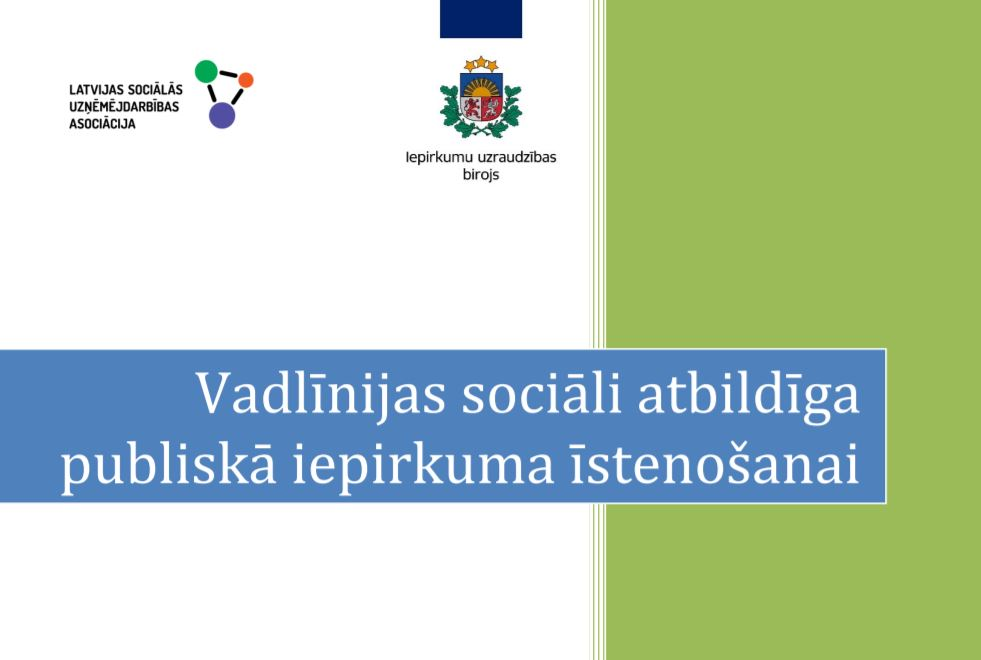 LATVIJAS SOCIĀLĀS
UZŅĒMĒJDARBĪBAS
ASOCIĀCIJA
Iepirkumu uzraudzības
birojs
Vadlīnijas sociāli atbildīga
publiskā iepirkuma īstenošanai